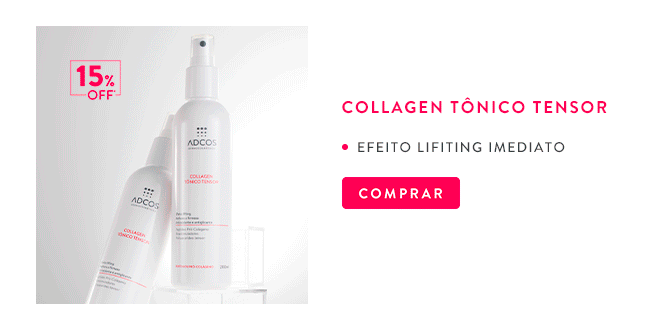 15%
OFF*
ADCOS
COLLAGEN
TÔNICO TENSOR
ADCOS
COLLAGEN
TÔNICO TENSOR
COLLAGEN TÔNICO TENSOR
EFEITO LIFITING IMEDIATO
COMPRAR